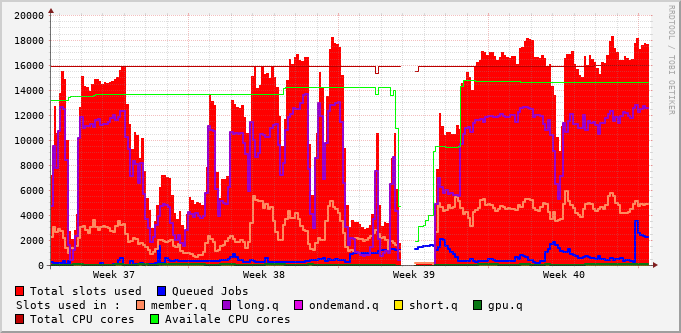 20000
18000
16000
14000
12000
10000
8000
6000
4000
2000
0
Week 37 Week 38 Week 39 Week 40
RRDTOOL / TOBI OETIKER
Total slots used Queued Jobs
Slots used in : member.q long.q ondemand.q short.q gpu.q
Total CPU cores Availale CPU cores